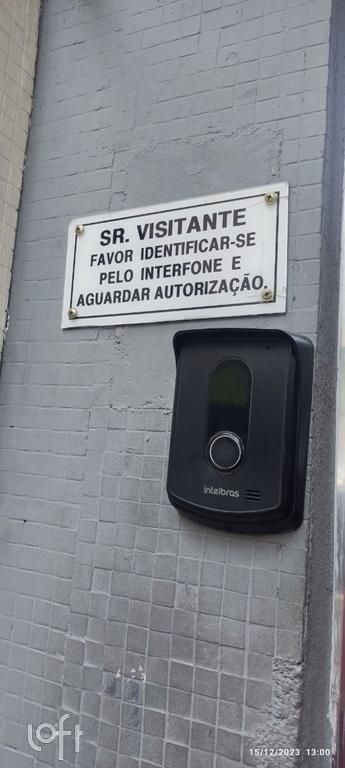 SR. VISITANTE
FAVOR IDENTIFICAR-SE
PELO INTERFONE E
AGUARDAR AUTORIZAÇÃO.
intelbras
loft
15/12/2023 13:00